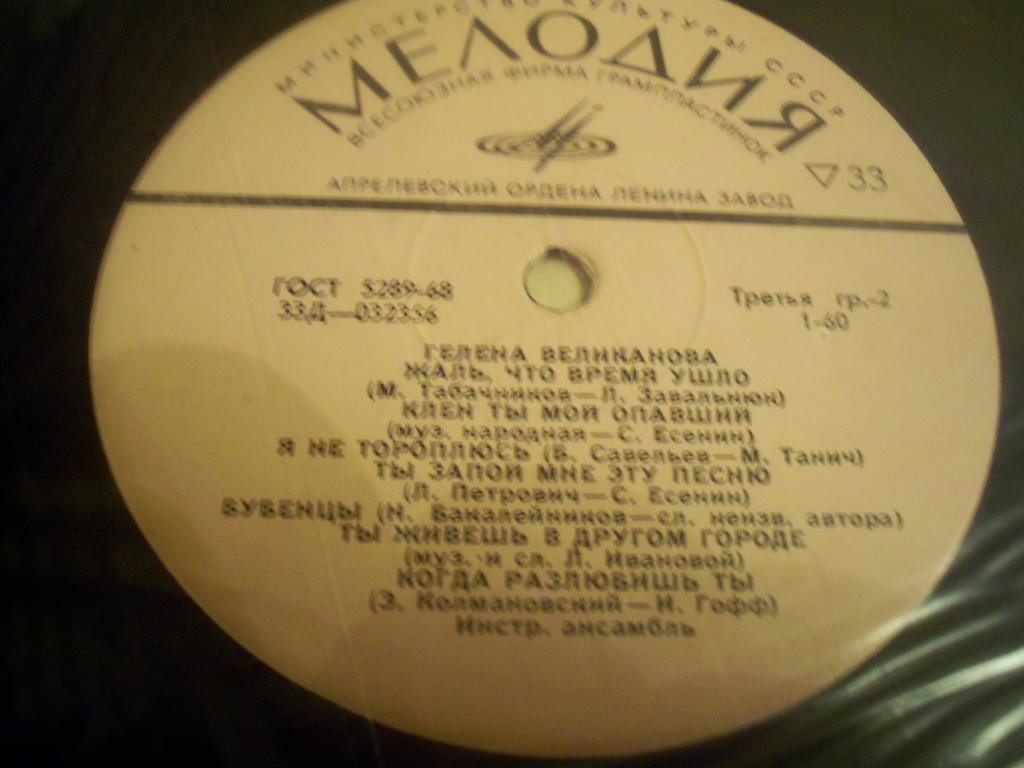 МИНИСТЕРСТВО КУЛЬТУРЫ СССР
МЕЛОДИЯ
ВСЕСОЮЗНАЯ ФИРМА ГРАМПЛАСТИНОК
▽33
АПРЕЛЕВСКИЙ ОРДЕНА ЛЕНИНА ЗАВОД
ГОСТ 5289-68
33Д—032356
Третья гр.-2
1-60
ГЕЛЕНА ВЕЛИКАНОВА
ЖАЛЬ, ЧТО ВРЕМЯ УШЛО
(М. Табачников—Л. Завальнюк)
КЛЕН ТЫ МОЙ ОПАВШИЙ
(муз. народная—С. Есенин)
Я НЕ ТОРОПЛЮСЬ (Б. Савельев—М. Танич)
ТЫ ЗАПОЙ МНЕ ЭТУ ПЕСНЮ
(Л. Петрович—С. Есенин)
БУБЕНЦЫ (Н. Бакалейников—сл. неизв. автора)
ТЫ ЖИВЕШЬ В ДРУГОМ ГОРОДЕ
(муз. и сл. Л. Ивановой)
КОГДА РАЗЛЮБИШЬ ТЫ
(Э. Колмановский—И. Гофф)
Инстр. ансамбль